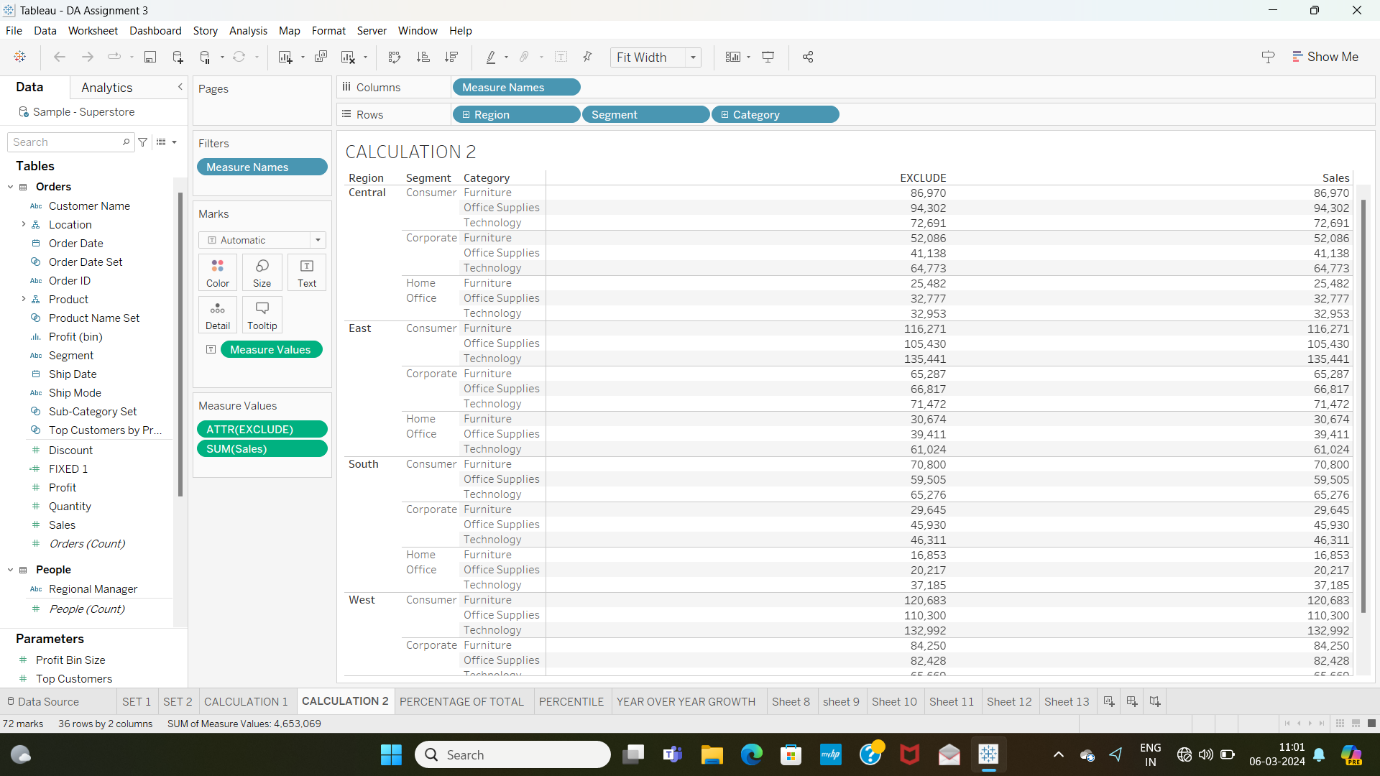 Tableau - DA Assignment 3
File Data Worksheet Dashboard Story Analysis Map Format Server Window Help
Fit Width
Show Me
Data Analytics
Sample - Superstore
Search
Tables
Orders
Abc Customer Name
Location
Order Date
Order Date Set
Abc Order ID
Product
Product Name Set
Profit (bin)
Abc Segment
Ship Date
Abc Ship Mode
Sub-Category Set
Top Customers by Pr...
# Discount
=# FIXED 1
# Profit
# Quantity
# Sales
# Orders (Count)
People
Abc Regional Manager
# People (Count)
Parameters
# Profit Bin Size
# Top Customers
Pages
Filters
Measure Names
Marks
Automatic
Color Size Text
Detail Tooltip
Measure Values
Measure Values
ATTR(EXCLUDE)
SUM(Sales)
Columns Measure Names
Rows Region Segment Category
CALCULATION 2
Region Segment Category EXCLUDE Sales
Central Consumer Furniture 86,970 86,970
Office Supplies 94,302 94,302
Technology 72,691 72,691
Corporate Furniture 52,086 52,086
Office Supplies 41,138 41,138
Technology 64,773 64,773
Home Furniture 25,482 25,482
Office Office Supplies 32,777 32,777
Technology 32,953 32,953
East Consumer Furniture 116,271 116,271
Office Supplies 105,430 105,430
Technology 135,441 135,441
Corporate Furniture 65,287 65,287
Office Supplies 66,817 66,817
Technology 71,472 71,472
Home Furniture 30,674 30,674
Office Office Supplies 39,411 39,411
Technology 61,024 61,024
South Consumer Furniture 70,800 70,800
Office Supplies 59,505 59,505
Technology 65,276 65,276
Corporate Furniture 29,645 29,645
Office Supplies 45,930 45,930
Technology 46,311 46,311
Home Furniture 16,853 16,853
Office Office Supplies 20,217 20,217
Technology 37,185 37,185
West Consumer Furniture 120,683 120,683
Office Supplies 110,300 110,300
Technology 132,992 132,992
Corporate Furniture 84,250 84,250
Office Supplies 82,428 82,428
Technology
Data Source SET 1 SET 2 CALCULATION 1 CALCULATION 2 PERCENTAGE OF TOTAL PERCENTILE YEAR OVER YEAR GROWTH Sheet 8 sheet 9 Sheet 10 Sheet 11 Sheet 12 Sheet 13
72 marks 36 rows by 2 columns SUM of Measure Values: 4,653,069
Search
myhp
ENG
IN
11:01
06-03-2024
PRE